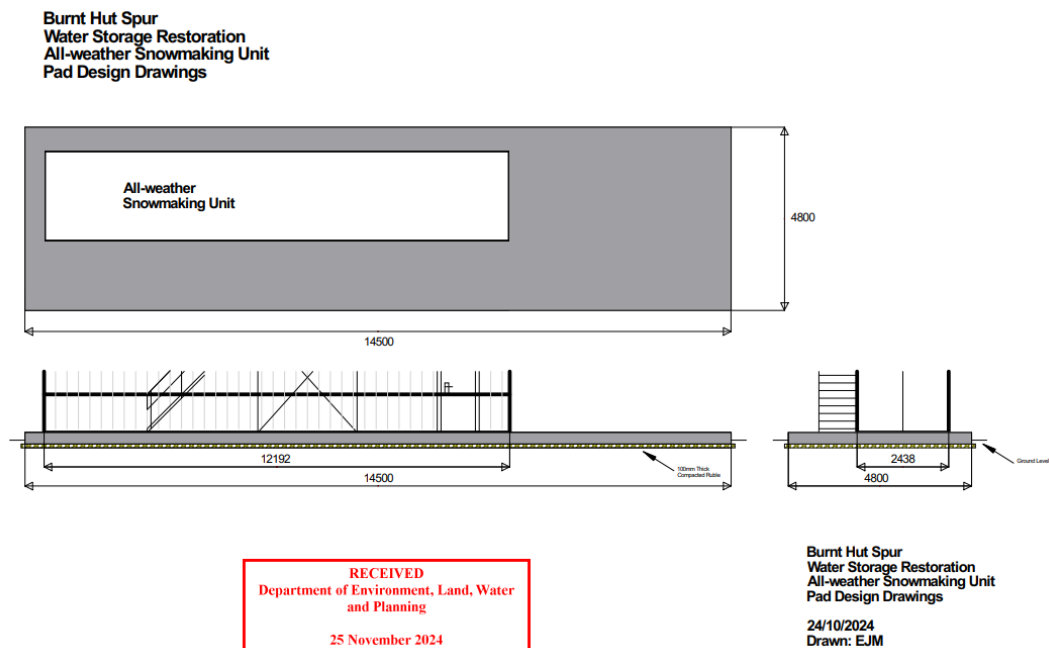 Burnt Hut Spur
Water Storage Restoration
All-weather Snowmaking Unit
Pad Design Drawings
All-weather
Snowmaking Unit
4800
14500
12192
14500
100mm Thick
Compacted Ruble
2438
4800
Ground Level
RECEIVED
Department of Environment, Land, Water
and Planning
25 November 2024
Burnt Hut Spur
Water Storage Restoration
All-weather Snowmaking Unit
Pad Design Drawings
24/10/2024
Drawn: EJM